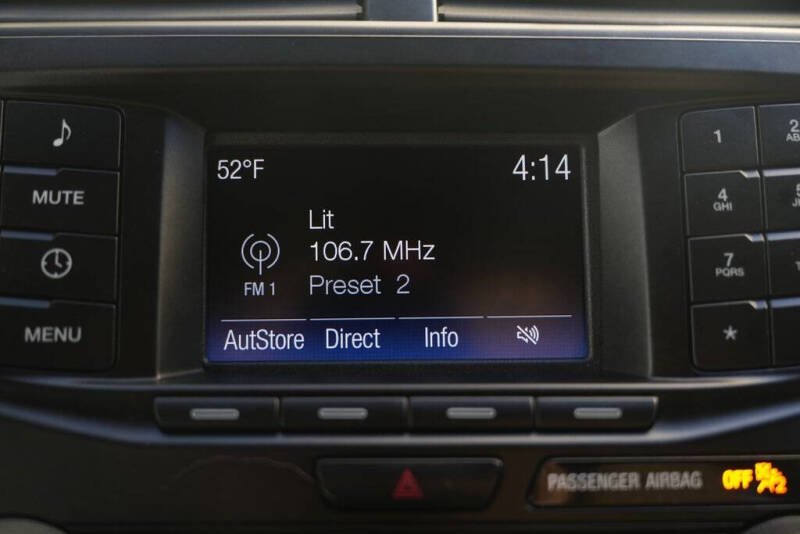 52°F
4:14
Lit
106.7 MHz
FM 1
Preset 2
AutStore
Direct
Info
MUTE
MENU
1
2
4
GHI
7
PQRS
*
PASSENGER AIRBAG OFF